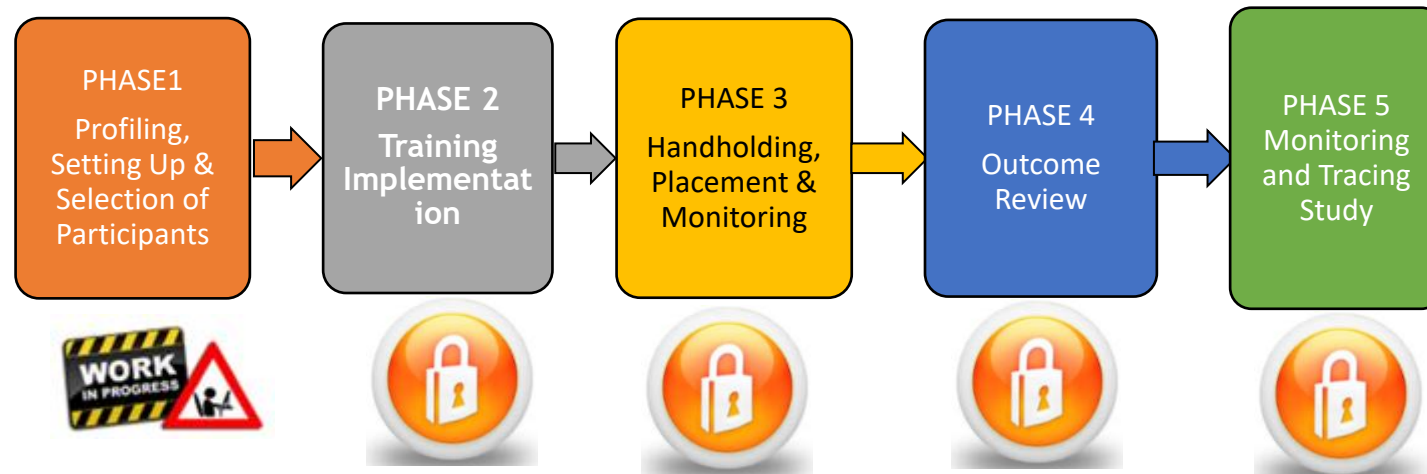 PHASE1
Profiling,
Setting Up &
Selection of
Participants
PHASE 2
Training
Implementat
ion
PHASE 3
Handholding,
Placement &
Monitoring
PHASE 4
Outcome
Review
PHASE 5
Monitoring
and Tracing
Study
WORK
IN PROGRESS